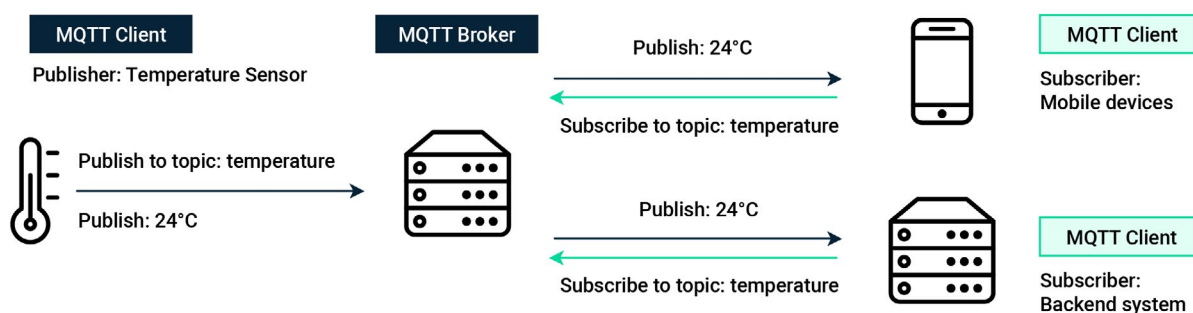 MQTT Client
Publisher: Temperature Sensor
Publish to topic: temperature
Publish: 24°C
MQTT Broker
Publish: 24°C
Subscribe to topic: temperature
MQTT Client
Subscriber:
Mobile devices
Publish: 24°C
Subscribe to topic: temperature
MQTT Client
Subscriber:
Backend system